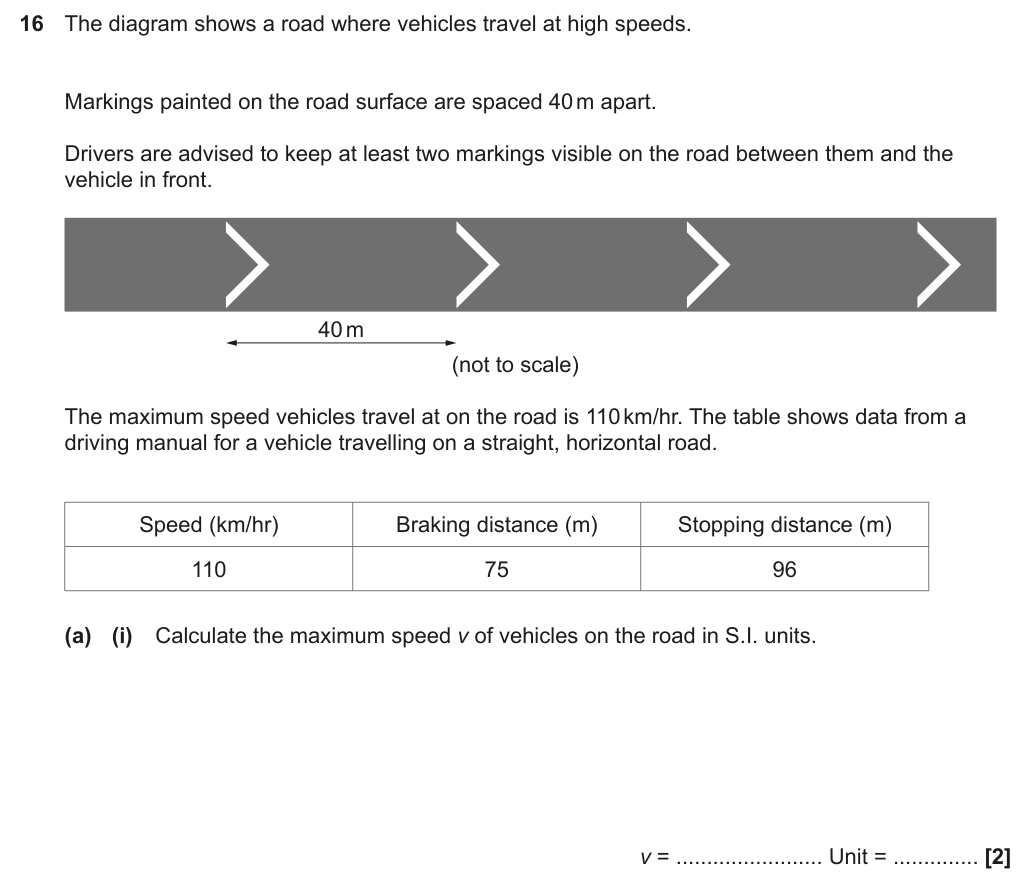 16 The diagram shows a road where vehicles travel at high speeds.
Markings painted on the road surface are spaced 40 m apart.
Drivers are advised to keep at least two markings visible on the road between them and the
vehicle in front.
40 m
(not to scale)
The maximum speed vehicles travel at on the road is 110 km/hr. The table shows data from a
driving manual for a vehicle travelling on a straight, horizontal road.
Speed (km/hr) Braking distance (m) Stopping distance (m)
110 75 96
(a) (i) Calculate the maximum speed v of vehicles on the road in S.I. units.
v = ........................ Unit = .............. [2]